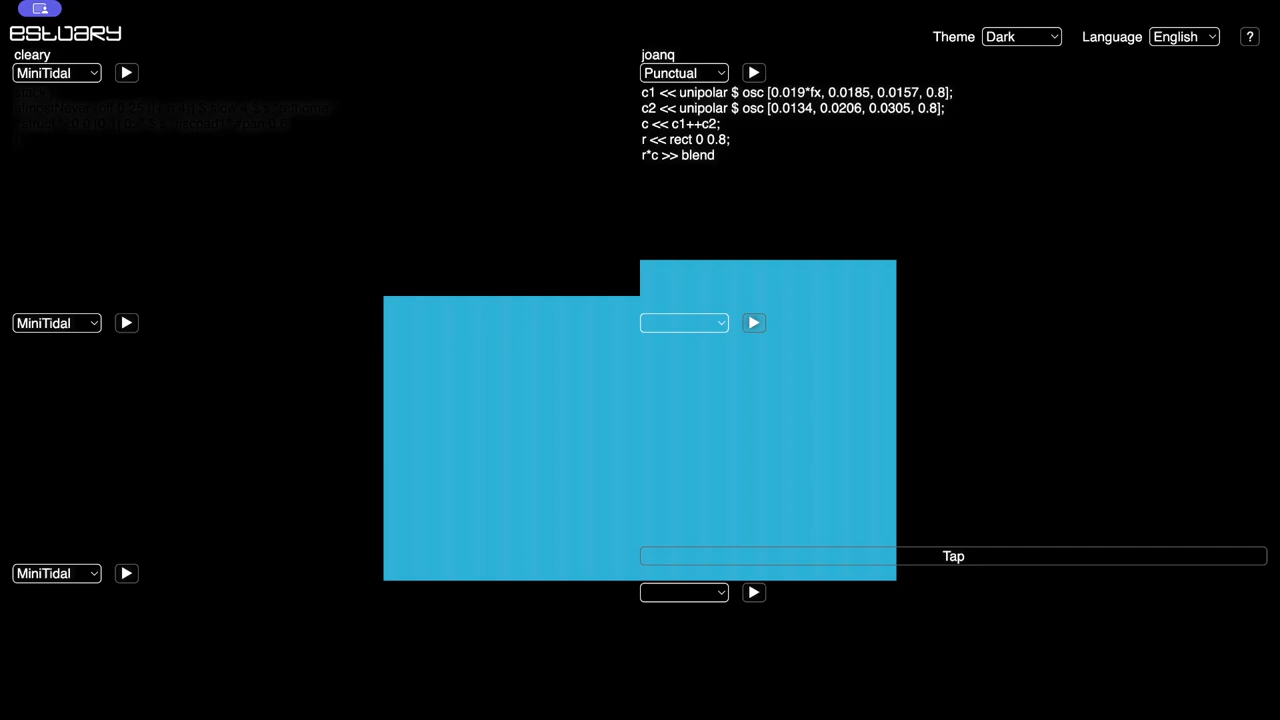 estuary
Theme Dark Language English ?
cleary
MiniTidal
joanq
Punctual
c1 << unipolar $ osc [0.019*fx, 0.0185, 0.0157, 0.8];
c2 << unipolar $ osc [0.0134, 0.0206, 0.0305, 0.8];
c << c1++c2;
r << rect 0 0.8;
r*c >> blend
MiniTidal
Tap
MiniTidal